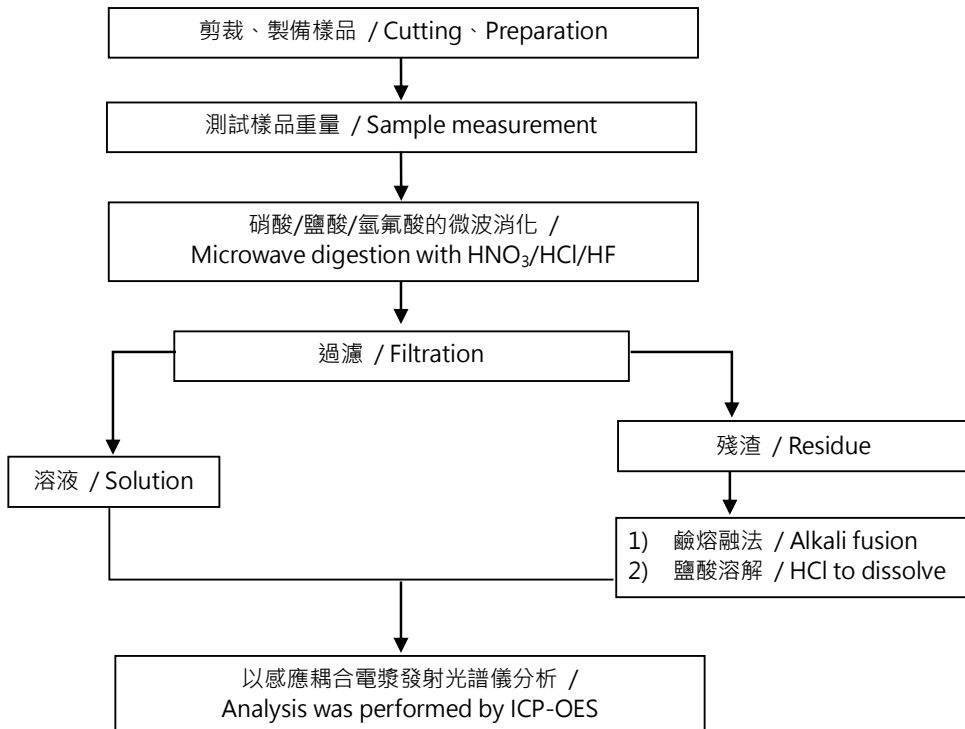 剪裁、製備樣品 / Cutting、Preparation
測試樣品重量 / Sample measurement
硝酸/鹽酸/氫氟酸的微波消化 /
Microwave digestion with HNO₃/HCl/HF
過濾 / Filtration
溶液 / Solution
殘渣 / Residue
1) 鹼熔融法 / Alkali fusion
2) 鹽酸溶解 / HCl to dissolve
以感應耦合電漿發射光譜儀分析 /
Analysis was performed by ICP-OES